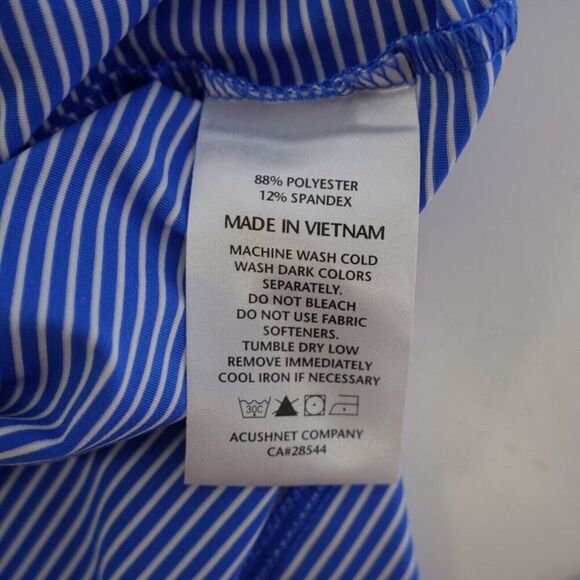 88% POLYESTER
12% SPANDEX
MADE IN VIETNAM
MACHINE WASH COLD
WASH DARK COLORS
SEPARATELY.
DO NOT BLEACH
DO NOT USE FABRIC
SOFTENERS.
TUMBLE DRY LOW
REMOVE IMMEDIATELY
COOL IRON IF NECESSARY
30C
ACUSHNET COMPANY
CA#28544